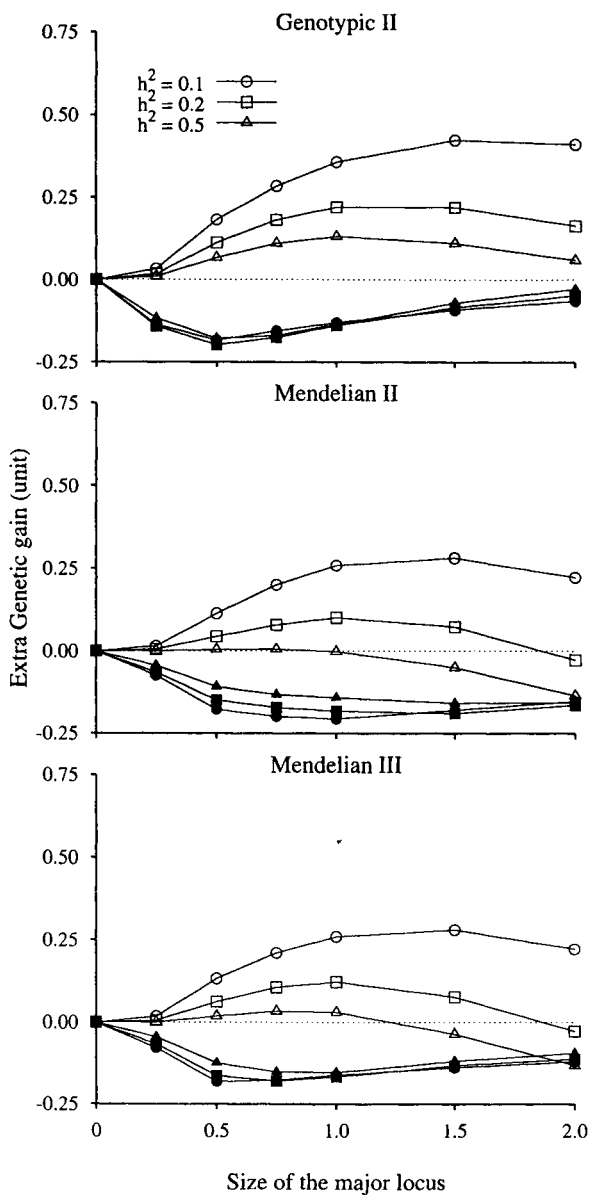 Genotypic II
0.75
h² = 0.1
h² = 0.2
h² = 0.5
0.50
0.25
0.00
-0.25
Mendelian II
0.75
0.50
0.25
0.00
-0.25
Mendelian III
0.75
0.50
0.25
0.00
-0.25
0 0.5 1.0 1.5 2.0
Extra Genetic gain (unit)
Size of the major locus